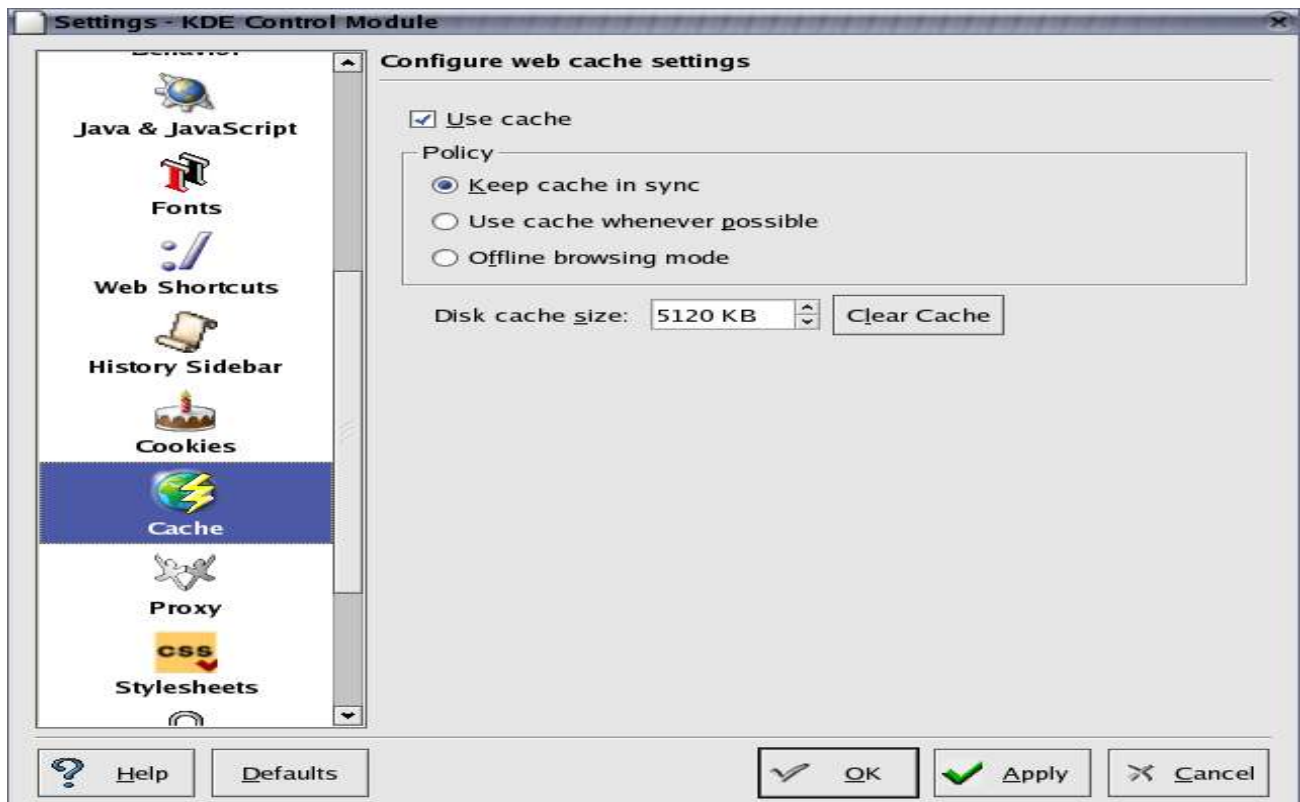 Settings - KDE Control Module
Behavior
Java & JavaScript
Fonts
Web Shortcuts
History Sidebar
Cookies
Cache
Proxy
css
Stylesheets
Configure web cache settings
Use cache
Policy
Keep cache in sync
Use cache whenever possible
Offline browsing mode
Disk cache size: 5120 KB Clear Cache
Help Defaults OK Apply Cancel